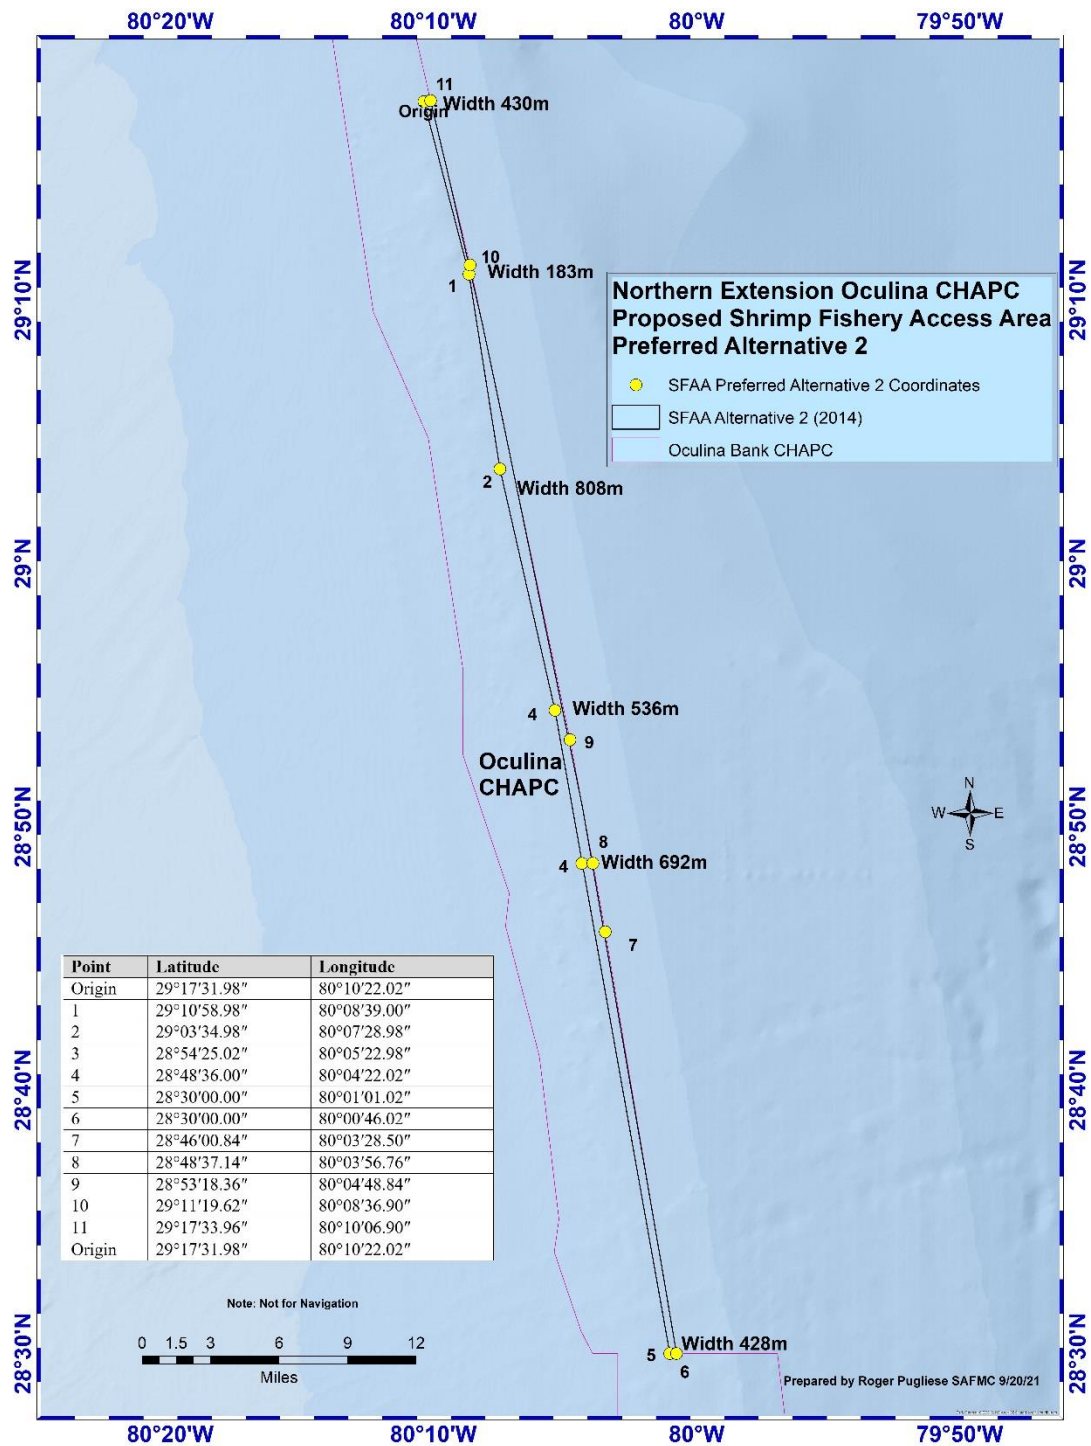 80°20'W 80°10'W 80°W 79°50'W
11
Origin
Width 430m
10
Width 183m
1
29°10'N
29°10'N
Northern Extension Oculina CHAPC
Proposed Shrimp Fishery Access Area
Preferred Alternative 2
SFAA Preferred Alternative 2 Coordinates
SFAA Alternative 2 (2014)
Oculina Bank CHAPC
2
Width 808m
29°N
29°N
4
Width 536m
9
Oculina
CHAPC
N
W E
S
28°50'N
28°50'N
8
4
Width 692m
7
Point Latitude Longitude
Origin 29°17'31.98" 80°10'22.02"
1 29°10'58.98" 80°08'39.00"
2 29°03'34.98" 80°07'28.98"
3 28°54'25.02" 80°05'22.98"
4 28°48'36.00" 80°04'22.02"
5 28°30'00.00" 80°01'01.02"
6 28°30'00.00" 80°00'46.02"
7 28°46'00.84" 80°03'28.50"
8 28°48'37.14" 80°03'56.76"
9 28°53'18.36" 80°04'48.84"
10 29°11'19.62" 80°08'36.90"
11 29°17'33.96" 80°10'06.90"
Origin 29°17'31.98" 80°10'22.02"
28°40'N
28°40'N
Note: Not for Navigation
0 1.5 3 6 9 12
Miles
28°30'N
28°30'N
Width 428m
5
6
Prepared by Roger Pugliese SAFMC 9/20/21
80°20'W 80°10'W 80°W 79°50'W